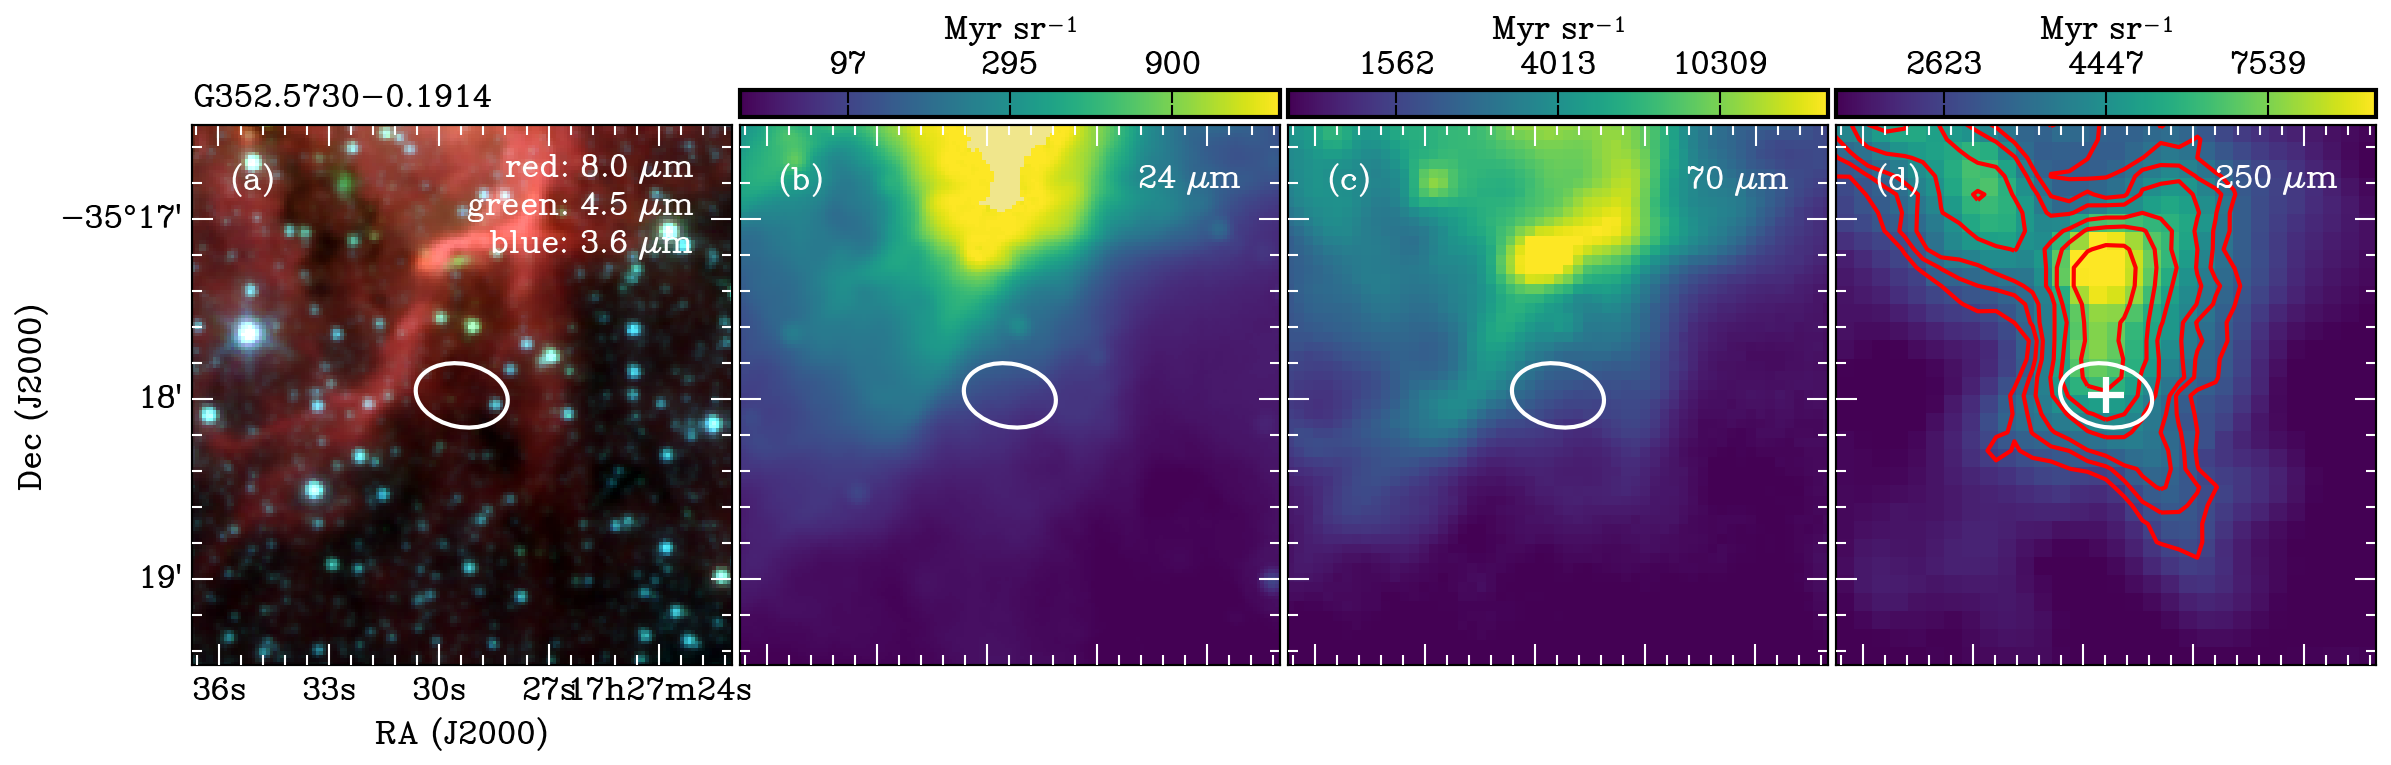 Myr sr⁻¹ Myr sr⁻¹ Myr sr⁻¹
97 295 900 1562 4013 10309 2623 4447 7539
G352.5730−0.1914
(a) red: 8.0 μm
green: 4.5 μm
blue: 3.6 μm
(b) 24 μm
(c) 70 μm
(d) 250 μm
−35°17'
18'
19'
Dec (J2000)
36s 33s 30s 27s 17h27m24s
RA (J2000)